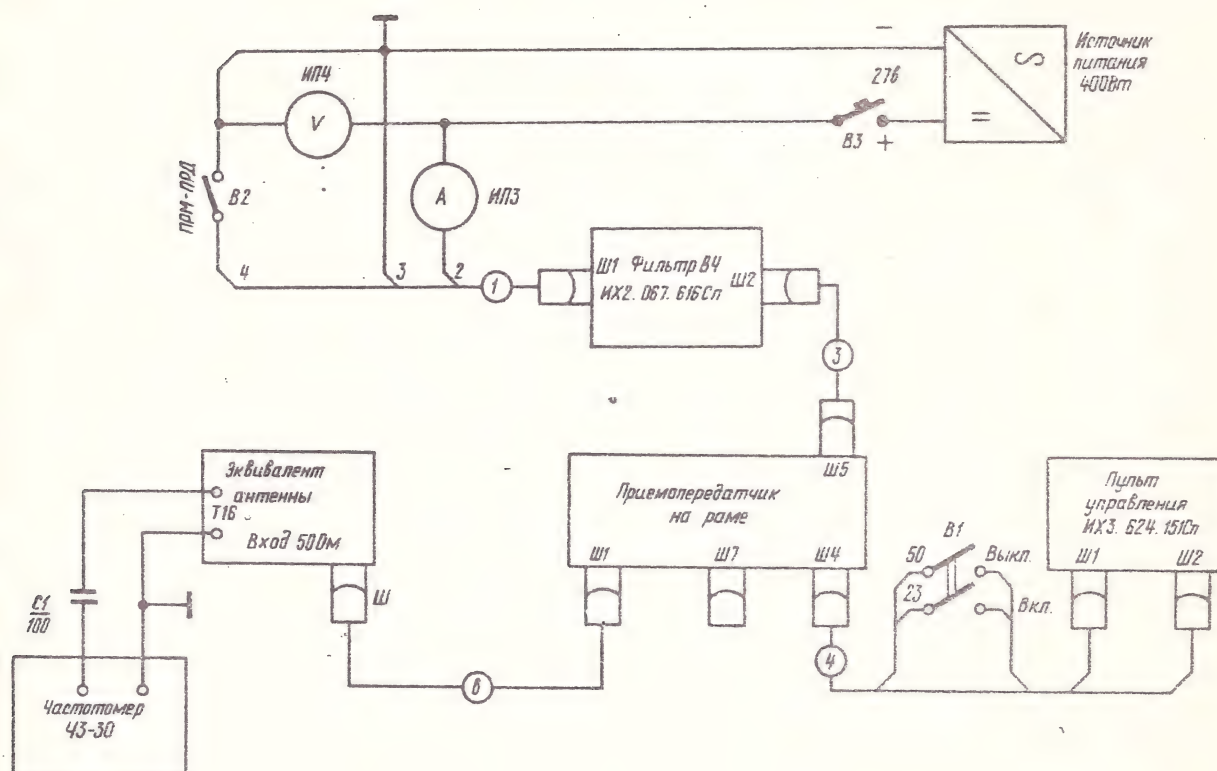 −
Источник
питания
400Вт
27в
ИП4
V
=
В3
+
ПРМ-ПРД
В2
А
ИП3
4
3
2
1
Ш1 Фильтр ВЧ
ИХ2.067.616Сп
Ш2
3
Эквивалент
антенны
Т16
Вход 50Ом
Ш
Ш5
Приемопередатчик
на раме
Ш1
Ш7
Ш4
В1
50
Выкл.
23
Вкл.
Пульт
управления
ИХ3.624.151Сп
Ш1
Ш2
С1
100
4
Частотомер
Ч3-30